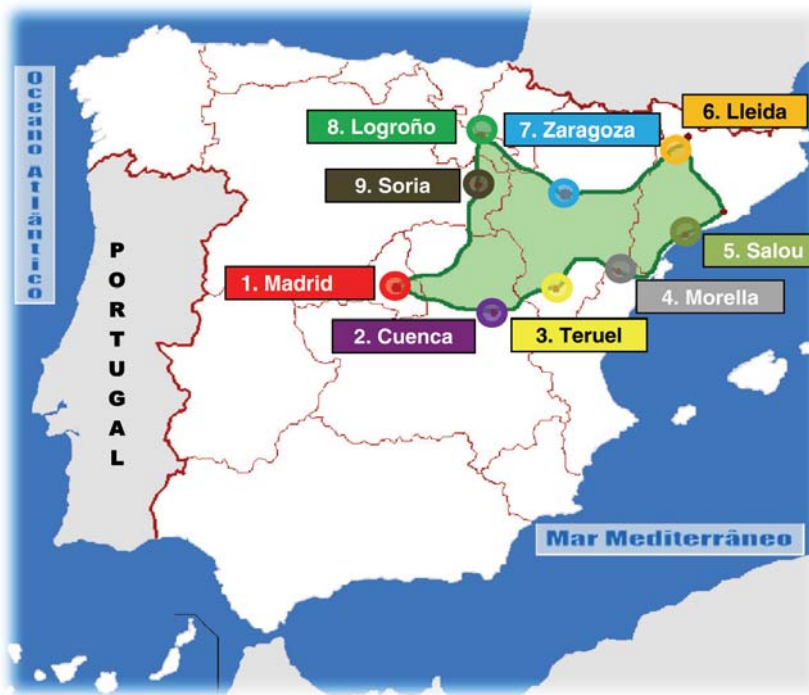 Oceano Atlântico
6. Lleida
8. Logroño
7. Zaragoza
9. Soria
PORTUGAL
5. Salou
1. Madrid
4. Morella
2. Cuenca
3. Teruel
Mar Mediterrâneo